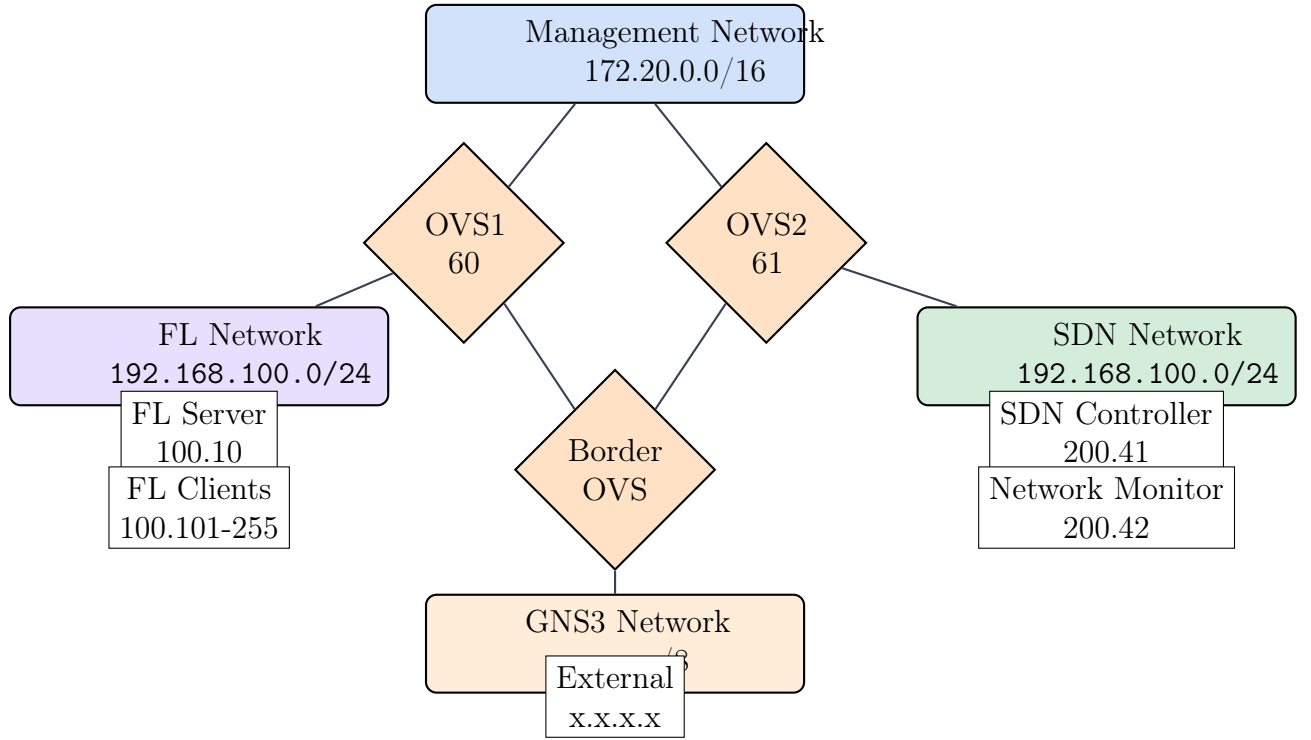 Management Network
172.20.0.0/16
OVS1
60
OVS2
61
FL Network
192.168.100.0/24
FL Server
100.10
FL Clients
100.101-255
SDN Network
192.168.100.0/24
SDN Controller
200.41
Network Monitor
200.42
Border
OVS
GNS3 Network
/8
External
x.x.x.x